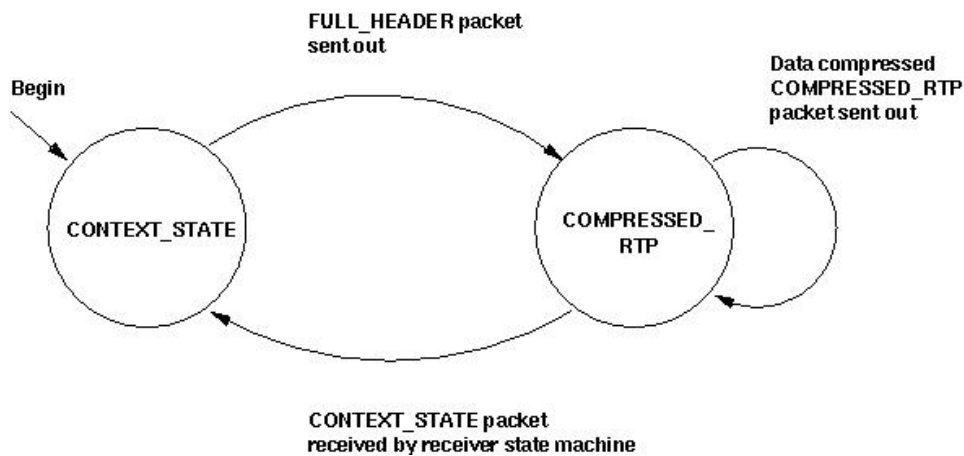 FULL_HEADER packet
sent out
Data compressed
COMPRESSED_RTP
packet sent out
Begin
CONTEXT_STATE
COMPRESSED_
RTP
CONTEXT_STATE packet
received by receiver state machine